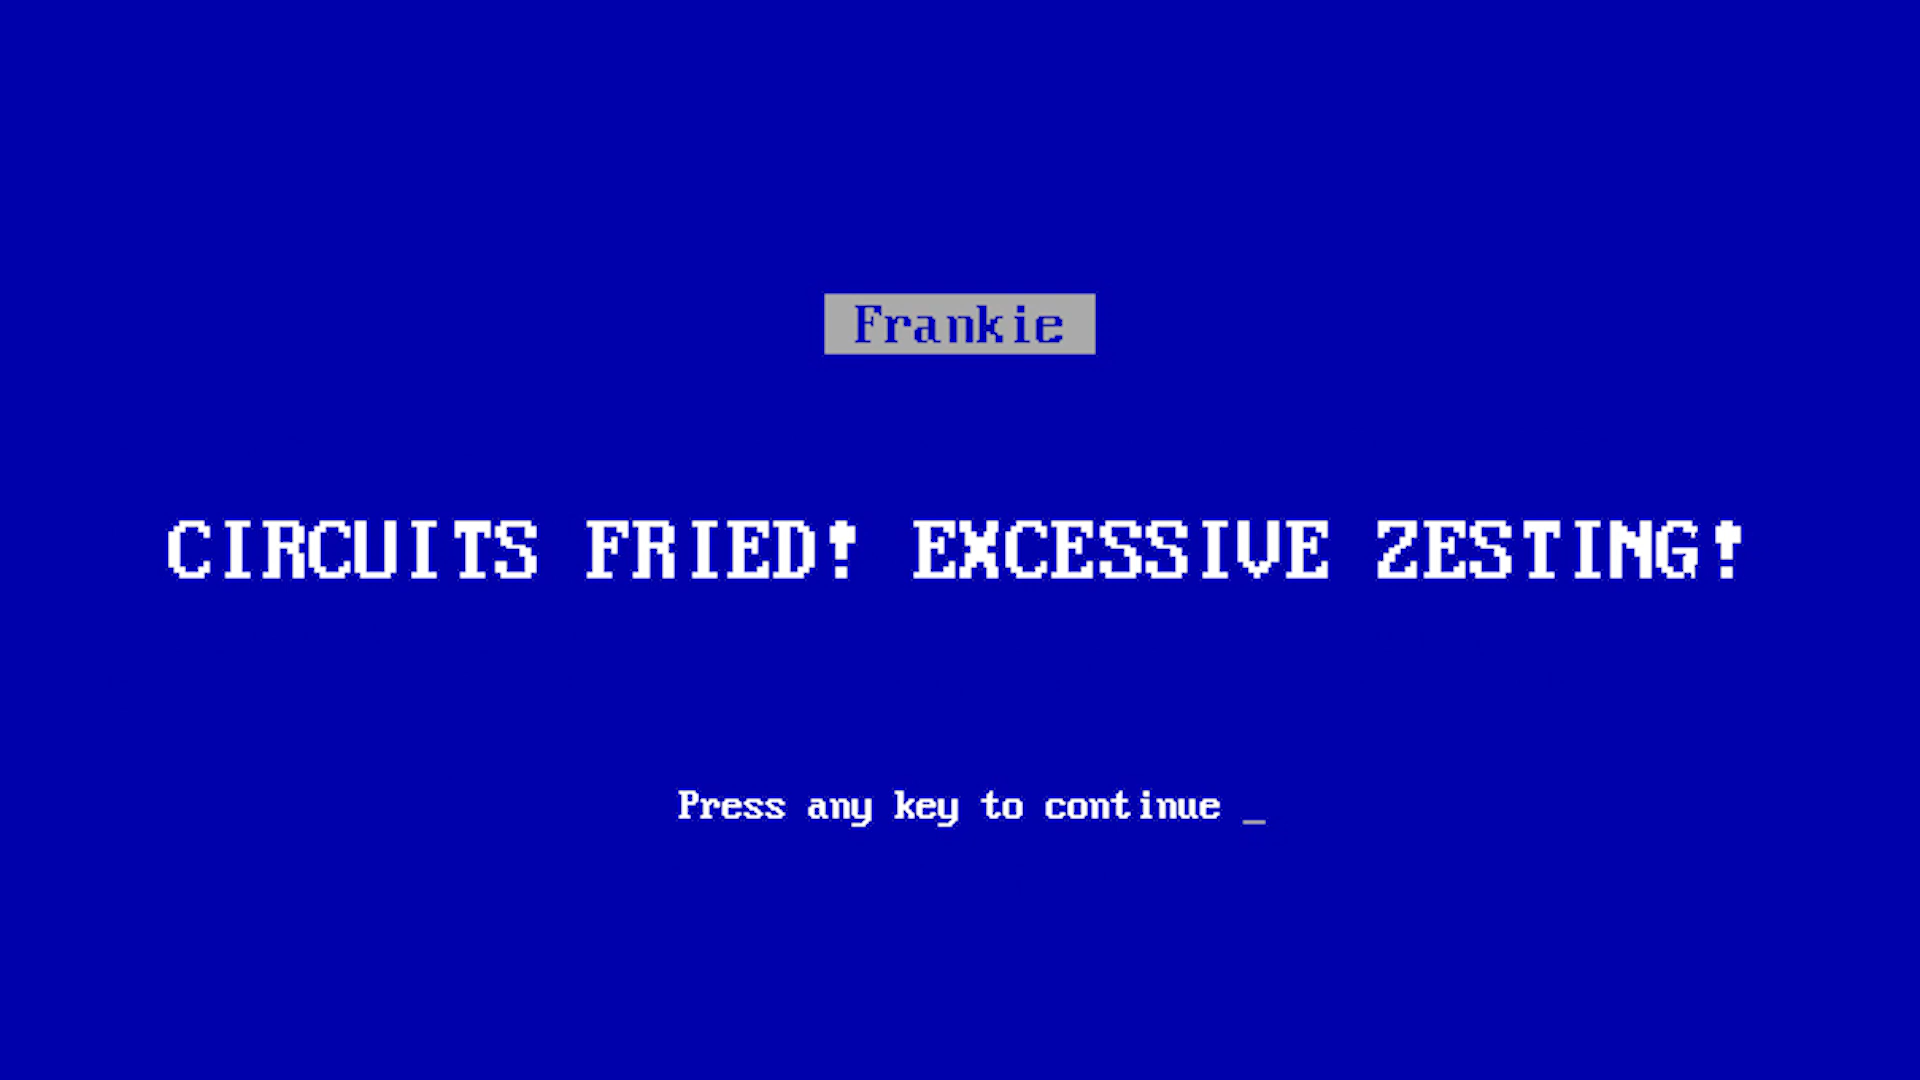 Frankie
CIRCUITS FRIED! EXCESSIVE ZESTING!
Press any key to continue _